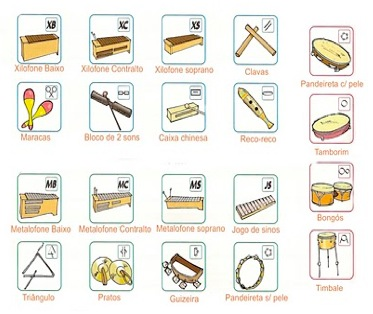 XB
XC
XS
Xilofone Baixo
Xilofone Contralto
Xilofone soprano
Clavas
Pandeireta c/ pele
Maracas
Bloco de 2 sons
Caixa chinesa
Reco-reco
Tamborim
MB
MC
MS
JS
Metalofone Baixo
Metalofone Contralto
Metalofone soprano
Jogo de sinos
Bongós
Triângulo
Pratos
Guizeira
Pandeireta s/ pele
Timbale